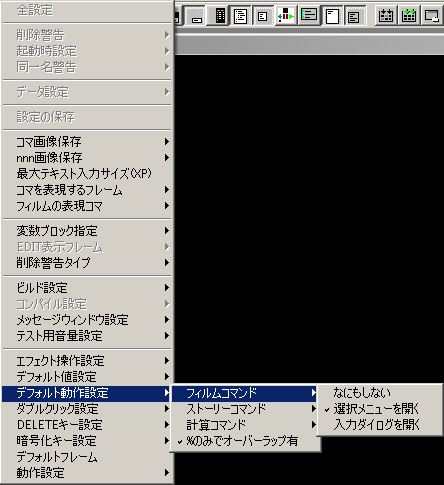 全設定
削除警告
起動時設定
同一名警告
データ設定
設定の保存
コマ画像保存
nnn画像保存
最大テキスト入力サイズ(XP)
コマを表現するフレーム
フィルムの表現コマ
変数ブロック指定
EDIT表示フレーム
削除警告タイプ
ビルド設定
コンパイル設定
メッセージウィンドウ設定
テスト用音量設定
エフェクト操作設定
デフォルト値設定
デフォルト動作設定
ダブルクリック設定
DELETEキー設定
暗号化キー設定
デフォルトフレーム
動作設定
フィルムコマンド
ストーリーコマンド
計算コマンド
%のみでオーバーラップ有
なにもしない
選択メニューを開く
入力ダイログを開く